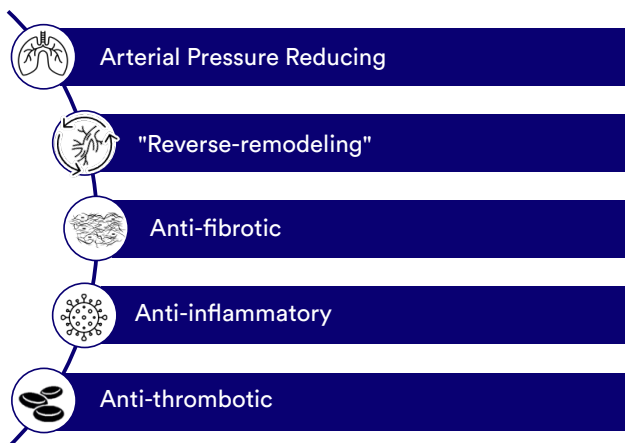 Arterial Pressure Reducing
"Reverse-remodeling"
Anti-fibrotic
Anti-inflammatory
Anti-thrombotic